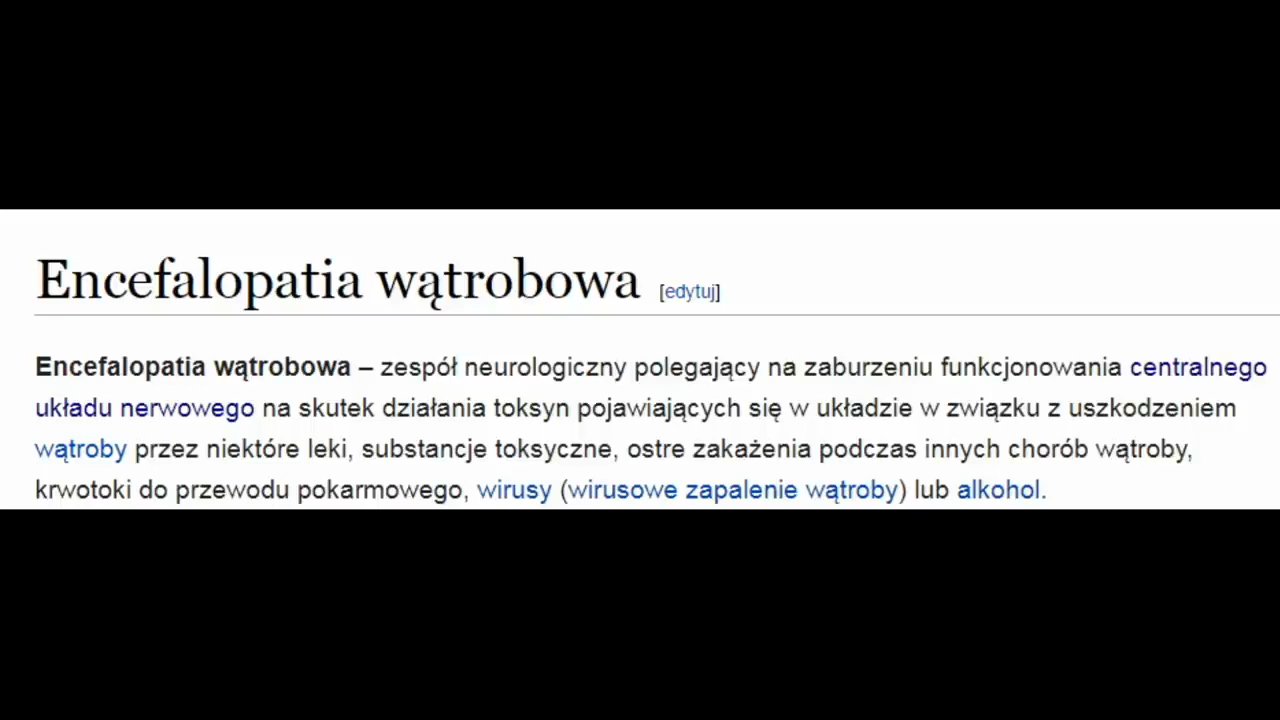 Encefalopatia wątrobowa [edytuj]
Encefalopatia wątrobowa – zespół neurologiczny polegający na zaburzeniu funkcjonowania centralnego
układu nerwowego na skutek działania toksyn pojawiających się w układzie w związku z uszkodzeniem
wątroby przez niektóre leki, substancje toksyczne, ostre zakażenia podczas innych chorób wątroby,
krwotoki do przewodu pokarmowego, wirusy (wirusowe zapalenie wątroby) lub alkohol.